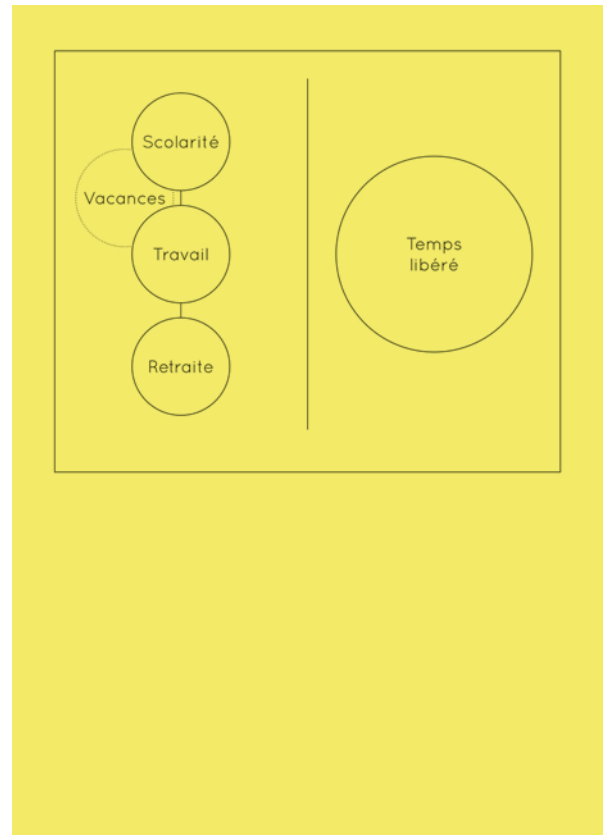 Scolarité
Vacances
Travail
Retraite
Temps
libéré